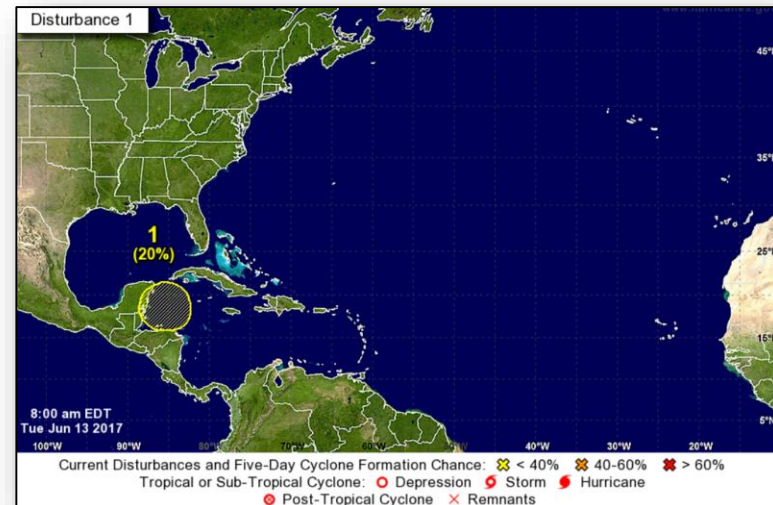 Disturbance 1
45°
35°
1
(20%)
25°
15°
5°N
8:00 am EDT
Tue Jun 13 2017
100°W 90°W 80°W 70°W 60°W 50°W 40°W 30°W 20°W
Current Disturbances and Five-Day Cyclone Formation Chance: < 40% 40-60% > 60%
Tropical or Sub-Tropical Cyclone: Depression Storm Hurricane
Post-Tropical Cyclone Remnants